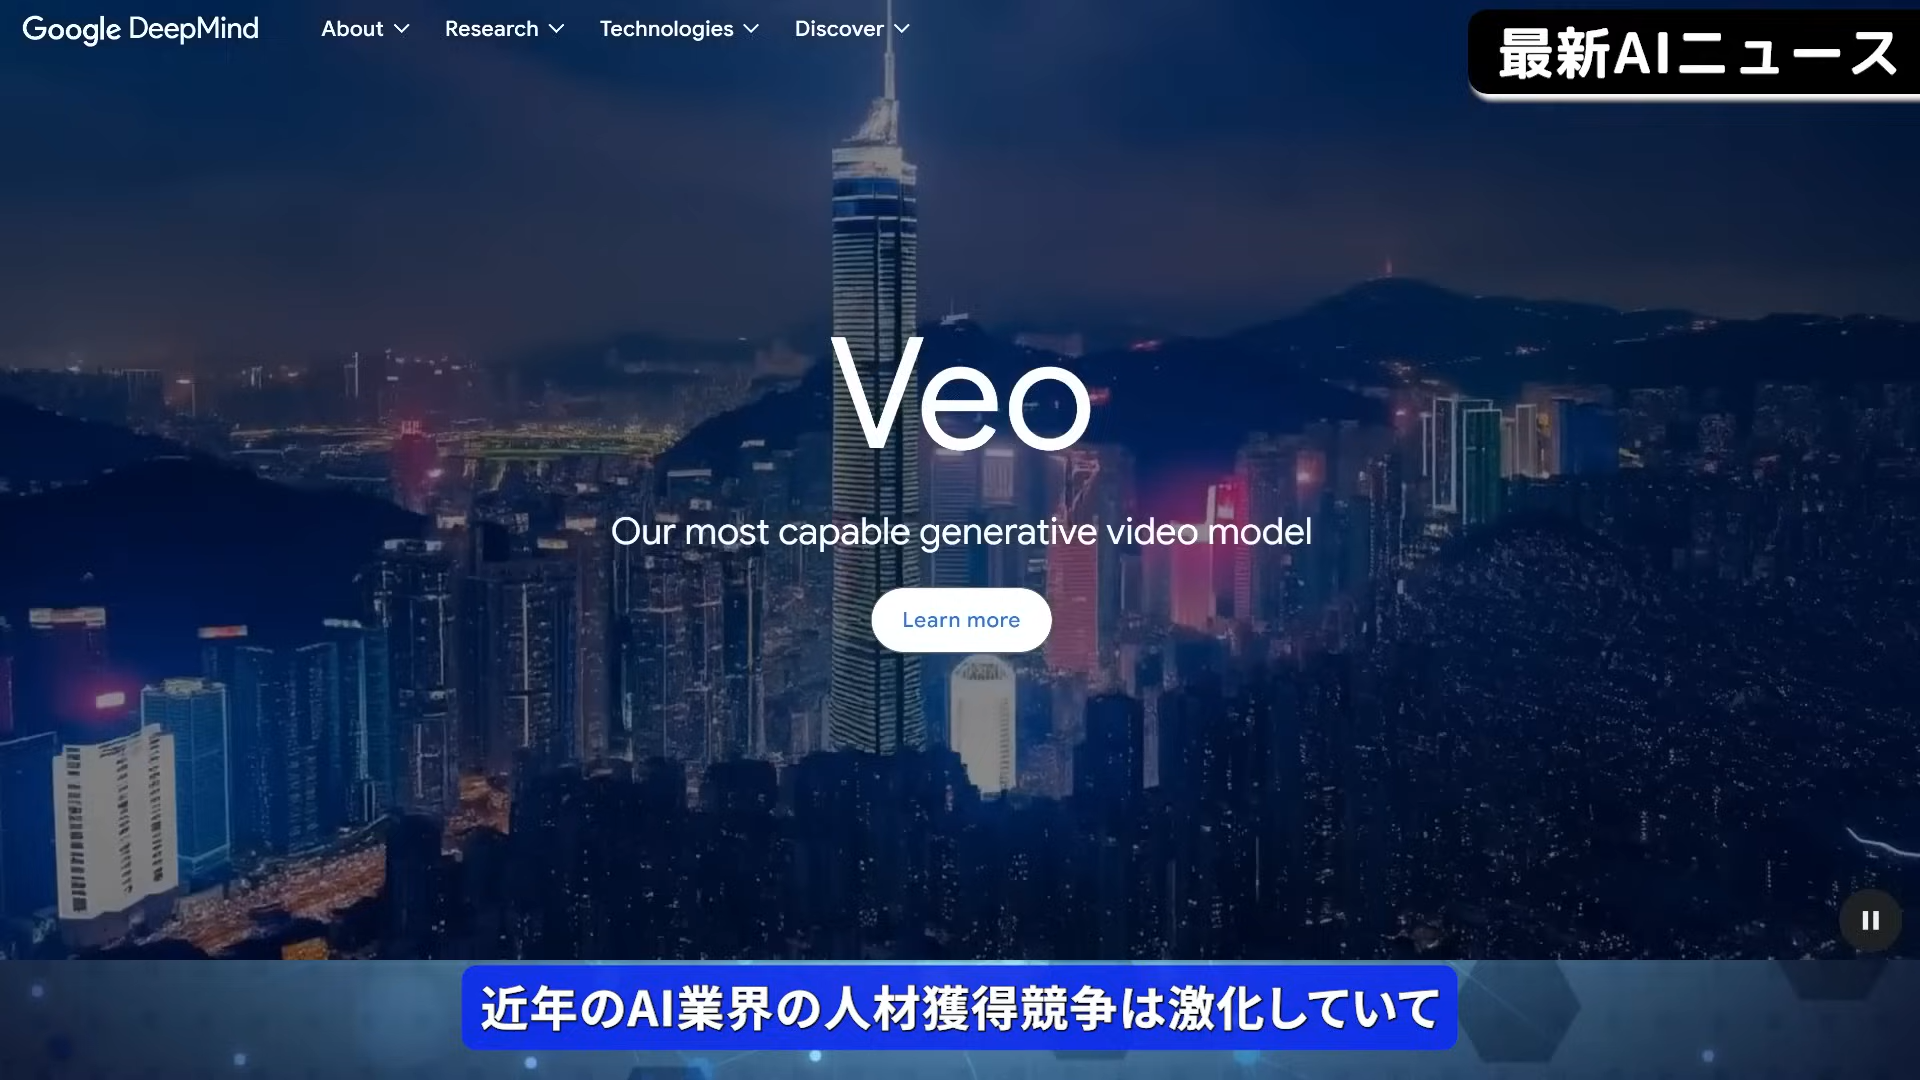 Google DeepMind
About
Research
Technologies
Discover
最新AIニュース
Veo
Our most capable generative video model
Learn more
近年のAI業界の人材獲得競争は激化していて